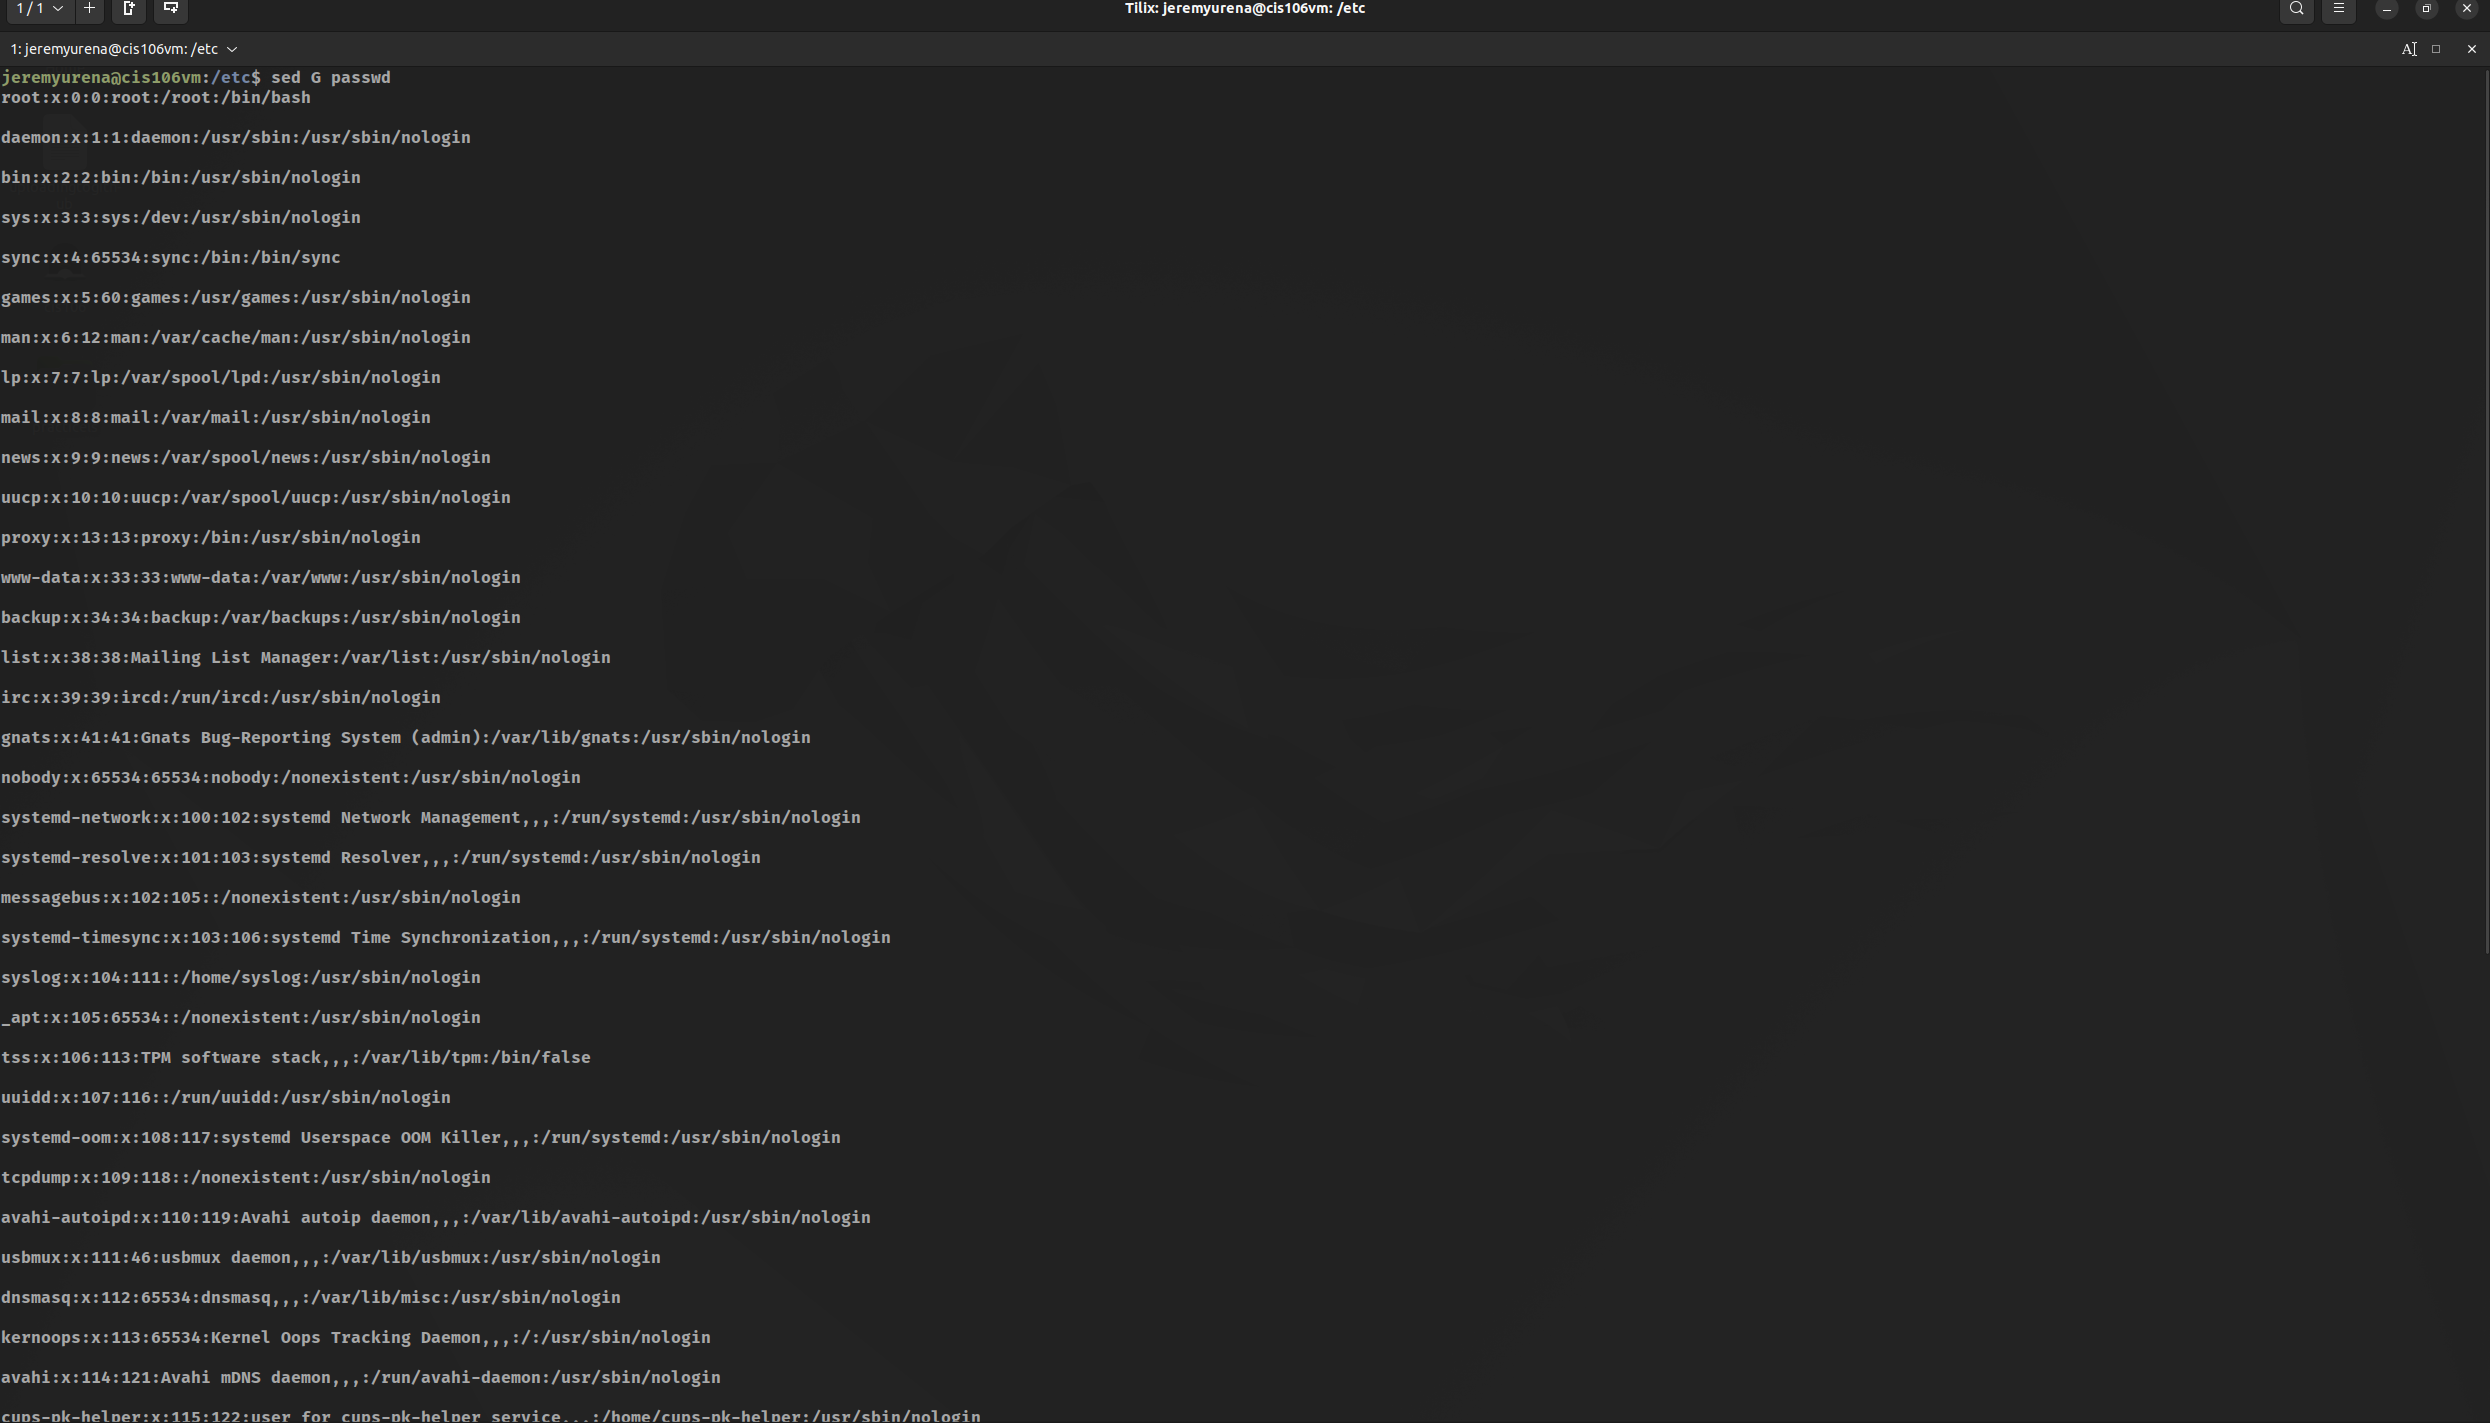 1 / 1
Tilix: jeremyurena@cis106vm: /etc
1: jeremyurena@cis106vm: /etc
jeremyurena@cis106vm:/etc$ sed G passwd
root:x:0:0:root:/root:/bin/bash
daemon:x:1:1:daemon:/usr/sbin:/usr/sbin/nologin
bin:x:2:2:bin:/bin:/usr/sbin/nologin
sys:x:3:3:sys:/dev:/usr/sbin/nologin
sync:x:4:65534:sync:/bin:/bin/sync
games:x:5:60:games:/usr/games:/usr/sbin/nologin
man:x:6:12:man:/var/cache/man:/usr/sbin/nologin
lp:x:7:7:lp:/var/spool/lpd:/usr/sbin/nologin
mail:x:8:8:mail:/var/mail:/usr/sbin/nologin
news:x:9:9:news:/var/spool/news:/usr/sbin/nologin
uucp:x:10:10:uucp:/var/spool/uucp:/usr/sbin/nologin
proxy:x:13:13:proxy:/bin:/usr/sbin/nologin
www-data:x:33:33:www-data:/var/www:/usr/sbin/nologin
backup:x:34:34:backup:/var/backups:/usr/sbin/nologin
list:x:38:38:Mailing List Manager:/var/list:/usr/sbin/nologin
irc:x:39:39:ircd:/run/ircd:/usr/sbin/nologin
gnats:x:41:41:Gnats Bug-Reporting System (admin):/var/lib/gnats:/usr/sbin/nologin
nobody:x:65534:65534:nobody:/nonexistent:/usr/sbin/nologin
systemd-network:x:100:102:systemd Network Management,,,:/run/systemd:/usr/sbin/nologin
systemd-resolve:x:101:103:systemd Resolver,,,:/run/systemd:/usr/sbin/nologin
messagebus:x:102:105::/nonexistent:/usr/sbin/nologin
systemd-timesync:x:103:106:systemd Time Synchronization,,,:/run/systemd:/usr/sbin/nologin
syslog:x:104:111::/home/syslog:/usr/sbin/nologin
_apt:x:105:65534::/nonexistent:/usr/sbin/nologin
tss:x:106:113:TPM software stack,,,:/var/lib/tpm:/bin/false
uuidd:x:107:116::/run/uuidd:/usr/sbin/nologin
systemd-oom:x:108:117:systemd Userspace OOM Killer,,,:/run/systemd:/usr/sbin/nologin
tcpdump:x:109:118::/nonexistent:/usr/sbin/nologin
avahi-autoipd:x:110:119:Avahi autoip daemon,,,:/var/lib/avahi-autoipd:/usr/sbin/nologin
usbmux:x:111:46:usbmux daemon,,,:/var/lib/usbmux:/usr/sbin/nologin
dnsmasq:x:112:65534:dnsmasq,,,:/var/lib/misc:/usr/sbin/nologin
kernoops:x:113:65534:Kernel Oops Tracking Daemon,,,:/:/usr/sbin/nologin
avahi:x:114:121:Avahi mDNS daemon,,,:/run/avahi-daemon:/usr/sbin/nologin
cups-pk-helper:x:115:122:user for cups-pk-helper service,,,:/home/cups-pk-helper:/usr/sbin/nologin